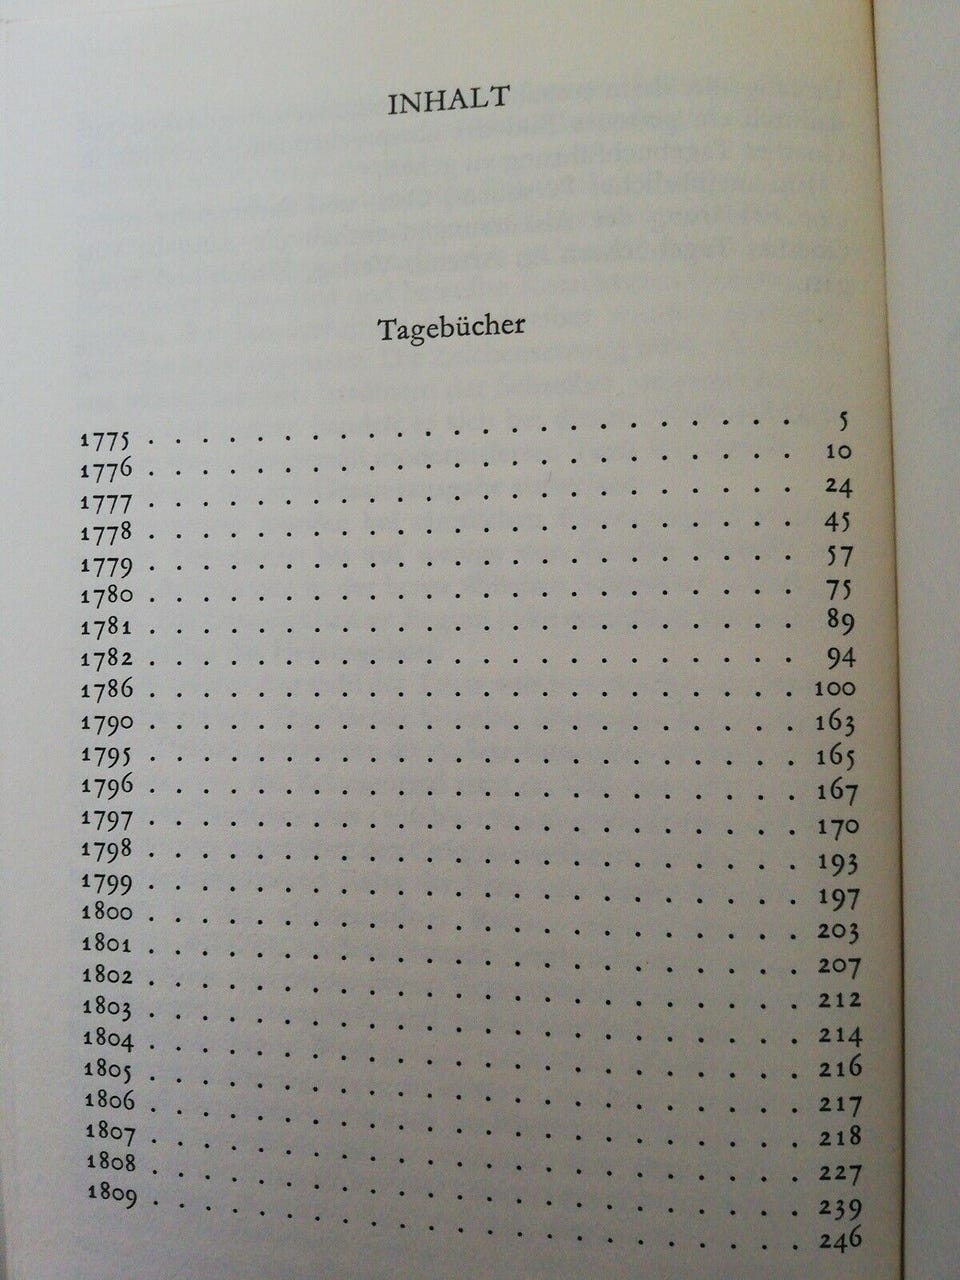 INHALT
Tagebücher
1775 . . . . . . . . . . . . . . . . . . . . . . . . 5
1776 . . . . . . . . . . . . . . . . . . . . . . . . 10
1777 . . . . . . . . . . . . . . . . . . . . . . . . 24
1778 . . . . . . . . . . . . . . . . . . . . . . . . 45
1779 . . . . . . . . . . . . . . . . . . . . . . . . 57
1780 . . . . . . . . . . . . . . . . . . . . . . . . 75
1781 . . . . . . . . . . . . . . . . . . . . . . . . 89
1782 . . . . . . . . . . . . . . . . . . . . . . . . 94
1786 . . . . . . . . . . . . . . . . . . . . . . . . 100
1790 . . . . . . . . . . . . . . . . . . . . . . . . 163
1795 . . . . . . . . . . . . . . . . . . . . . . . . 165
1796 . . . . . . . . . . . . . . . . . . . . . . . . 167
1797 . . . . . . . . . . . . . . . . . . . . . . . . 170
1798 . . . . . . . . . . . . . . . . . . . . . . . . 193
1799 . . . . . . . . . . . . . . . . . . . . . . . . 197
1800 . . . . . . . . . . . . . . . . . . . . . . . . 203
1801 . . . . . . . . . . . . . . . . . . . . . . . . 207
1802 . . . . . . . . . . . . . . . . . . . . . . . . 212
1803 . . . . . . . . . . . . . . . . . . . . . . . . 214
1804 . . . . . . . . . . . . . . . . . . . . . . . . 216
1805 . . . . . . . . . . . . . . . . . . . . . . . . 217
1806 . . . . . . . . . . . . . . . . . . . . . . . . 218
1807 . . . . . . . . . . . . . . . . . . . . . . . . 227
1808 . . . . . . . . . . . . . . . . . . . . . . . . 239
1809 . . . . . . . . . . . . . . . . . . . . . . . . 246